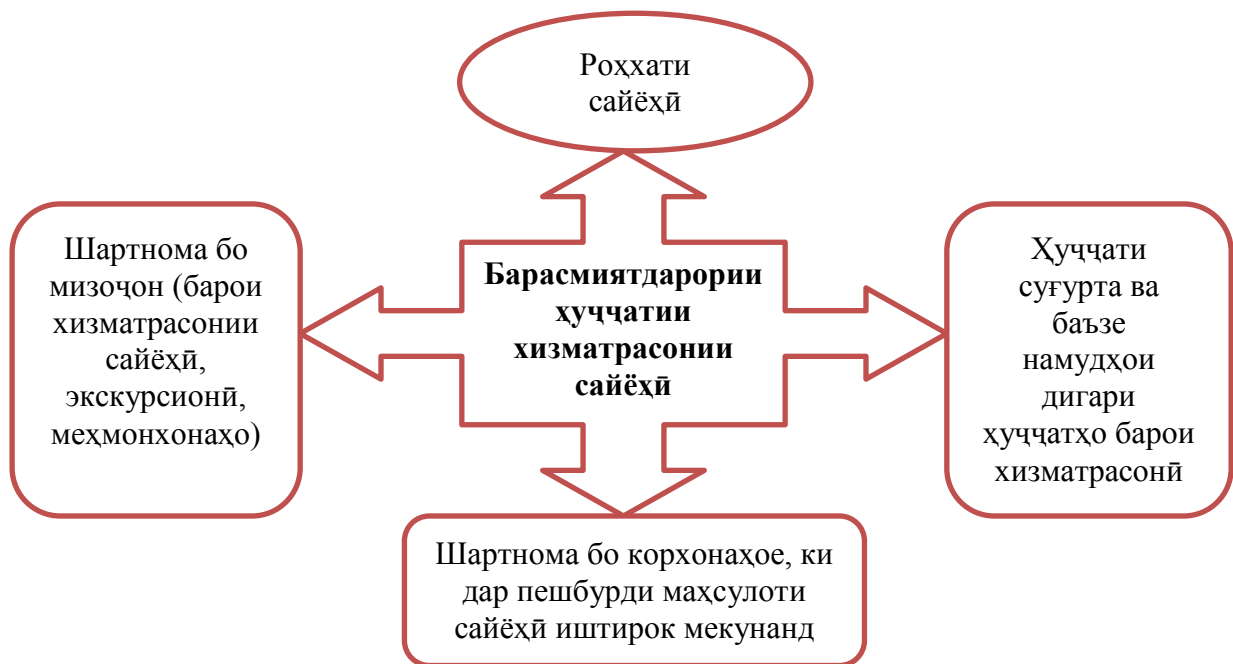 Роҳхати
сайёҳӣ
Шартнома бо
мизоҷон (барои
хизматрасонии
сайёҳӣ,
экскурсионӣ,
меҳмонхонаҳо)
Барасмиятдарории
ҳуҷҷатии
хизматрасонии
сайёҳӣ
Ҳуҷҷати
суғурта ва
баъзе
намудҳои
дигари
ҳуҷҷатҳо барои
хизматрасонӣ
Шартнома бо корхонаҳое, ки
дар пешбурди маҳсулоти
сайёҳӣ иштирок мекунанд